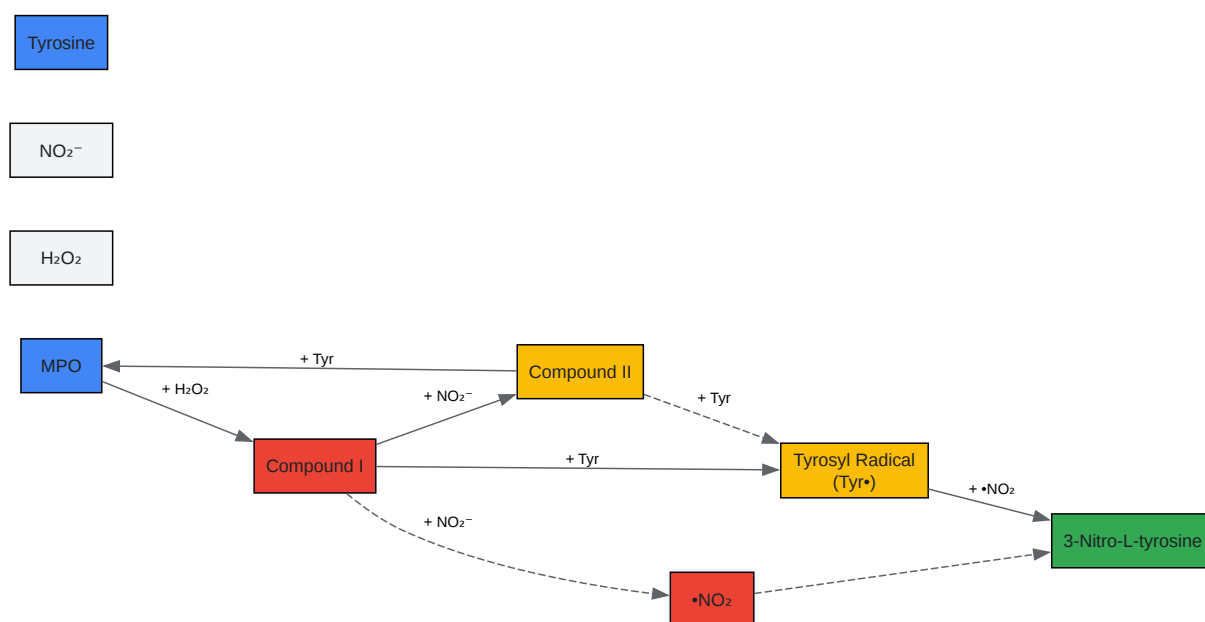 Tyrosine
NO₂⁻
H₂O₂
MPO
+ Tyr
+ H₂O₂
Compound II
+ NO₂⁻
+ Tyr
Compound I
+ Tyr
Tyrosyl Radical
(Tyr•)
+ •NO₂
+ NO₂⁻
3-Nitro-L-tyrosine
•NO₂